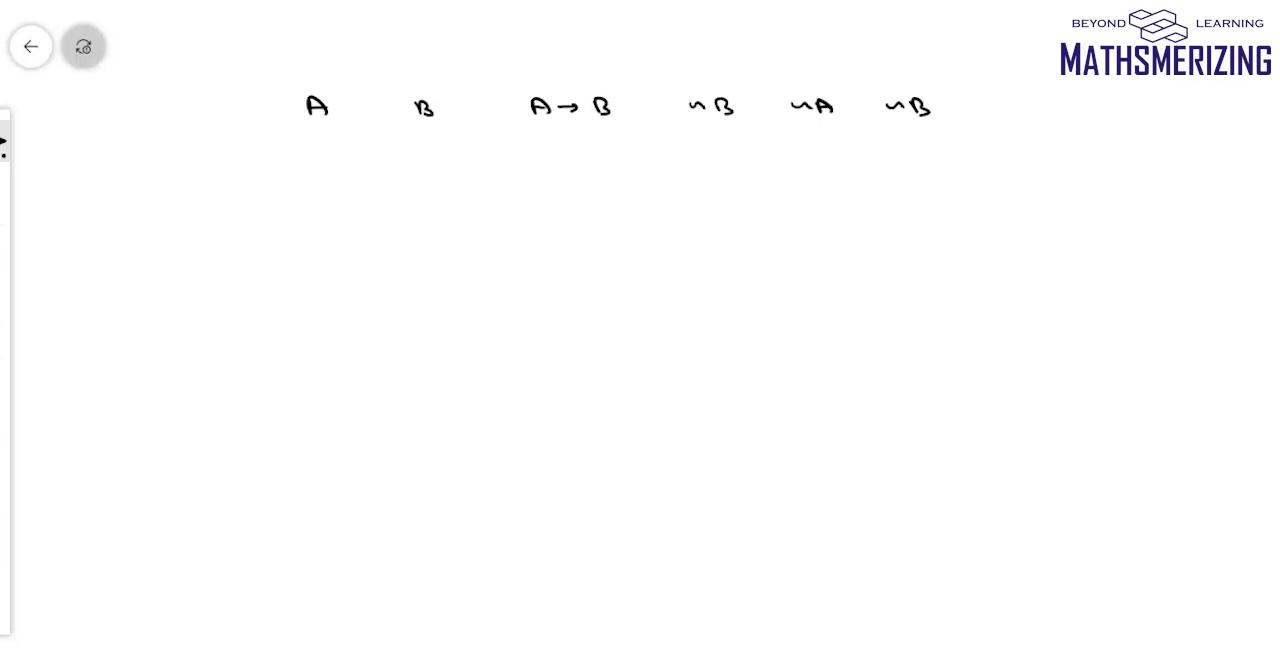 BEYOND LEARNING
MATHSMERIZING
A B A → B ~B ~A ~B